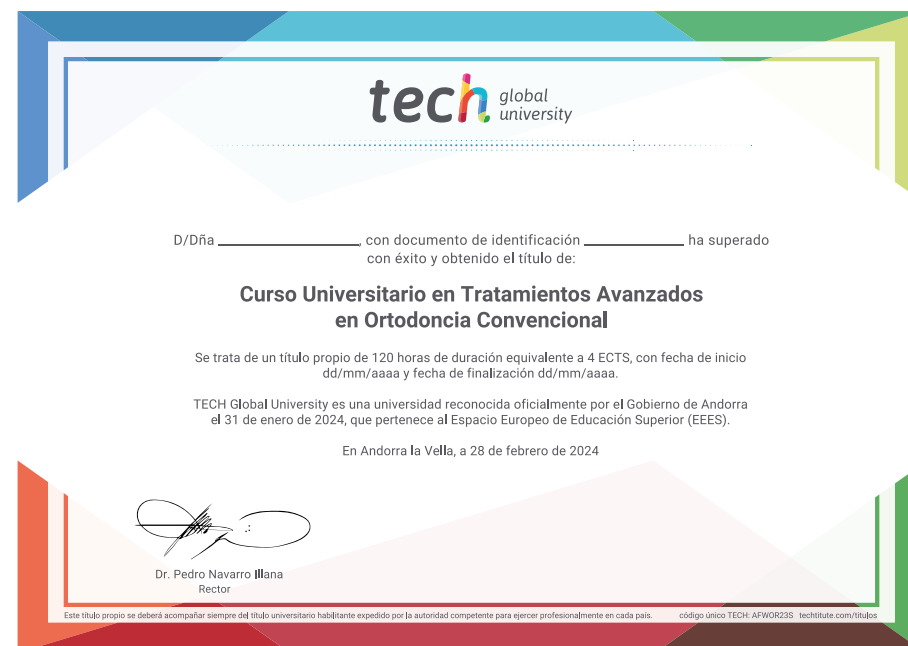 tech global university
D/Dña ____________________, con documento de identificación ______________ ha superado
con éxito y obtenido el título de:
Curso Universitario en Tratamientos Avanzados
en Ortodoncia Convencional
Se trata de un título propio de 120 horas de duración equivalente a 4 ECTS, con fecha de inicio
dd/mm/aaaa y fecha de finalización dd/mm/aaaa.
TECH Global University es una universidad reconocida oficialmente por el Gobierno de Andorra
el 31 de enero de 2024, que pertenece al Espacio Europeo de Educación Superior (EEES).
En Andorra la Vella, a 28 de febrero de 2024
Dr. Pedro Navarro Illana
Rector
Este título propio se deberá acompañar siempre del título universitario habilitante expedido por la autoridad competente para ejercer profesionalmente en cada país. código único TECH: AFWOR23S techtitute.com/titulos